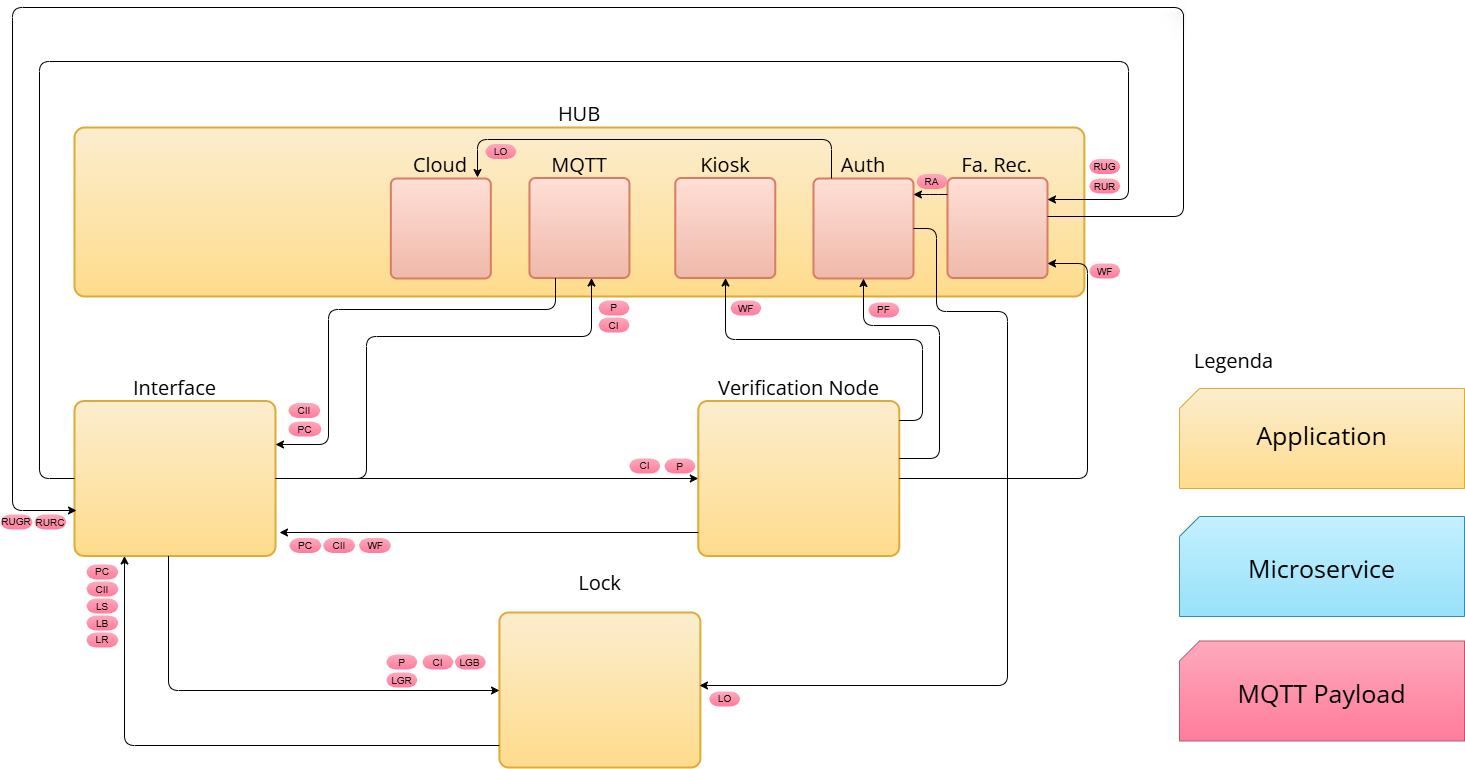 HUB
Cloud
LO
MQTT
Kiosk
Auth
RA
Fa. Rec.
RUG
RUR
WF
P
CI
WF
PF
Interface
CII
PC
Verification Node
CI P
RUGR RURC
PC CII WF
PC
CII
LS
LB
LR
Lock
P CI LGB
LGR
LO
Legenda
Application
Microservice
MQTT Payload